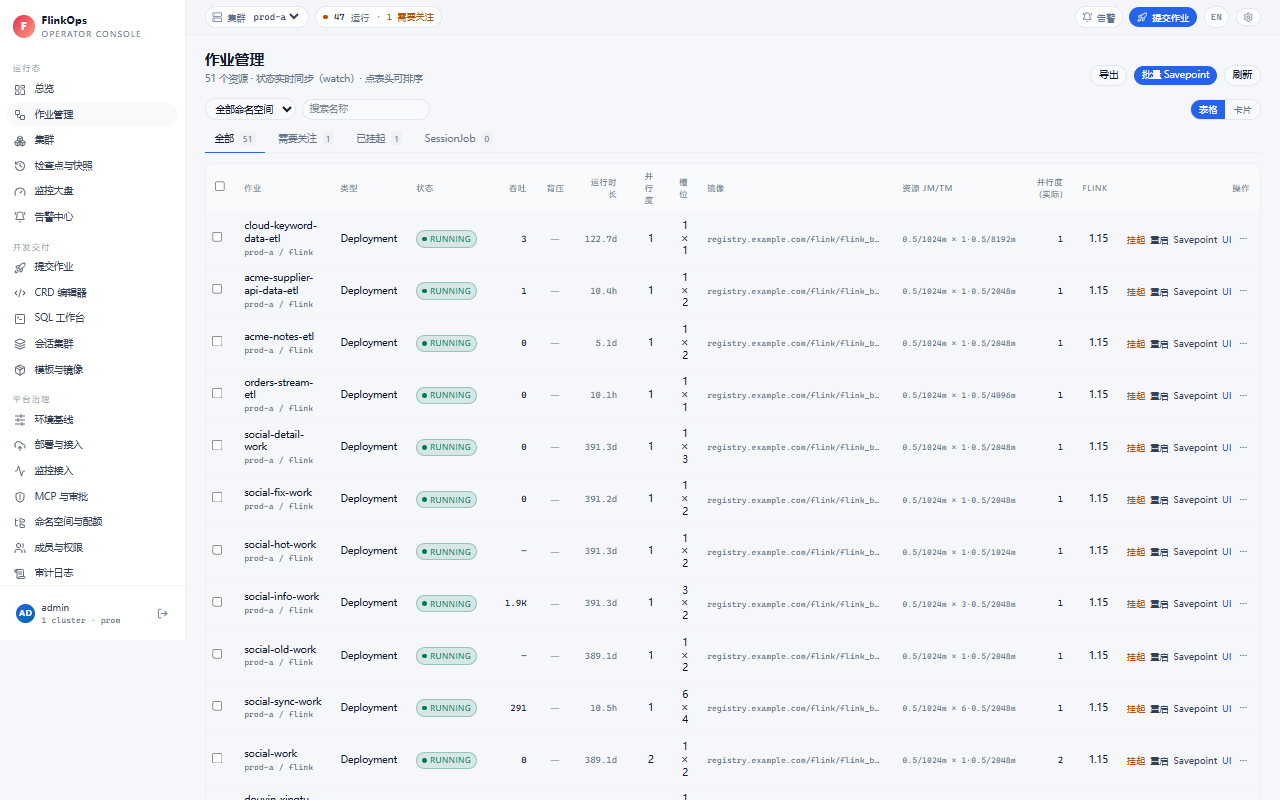 F FlinkOps
OPERATOR CONSOLE
运行态
总览
作业管理
集群
检查点与快照
监控大盘
告警中心
开发交付
提交作业
CRD 编辑器
SQL 工作台
会话集群
模板与镜像
平台治理
环境基线
部署与接入
监控接入
MCP 与审批
命名空间与配额
成员与权限
审计日志
AD admin
1 cluster · prom
集群 prod-a 47 运行 · 1 需要关注 告警 提交作业 EN
作业管理
51 个资源 · 状态实时同步（watch）· 点表头可排序
导出 批量 Savepoint 刷新
全部命名空间 搜索名称 表格 卡片
全部 51 需要关注 1 已挂起 1 SessionJob 0
作业 类型 状态 吞吐 背压 运行时长 并行度 槽位 镜像 资源 JM/TM 并行度(实际) FLINK 操作
cloud-keyword-data-etl Deployment RUNNING 3 — 122.7d 1 1 × 1 registry.example.com/flink/flink_b… 0.5/1024m × 1·0.5/8192m 1 1.15 挂起 重启 Savepoint UI ···
prod-a / flink
acme-supplier-api-data-etl Deployment RUNNING 1 — 10.4h 1 1 × 2 registry.example.com/flink/flink_b… 0.5/1024m × 1·0.5/2048m 1 1.15 挂起 重启 Savepoint UI ···
prod-a / flink
acme-notes-etl Deployment RUNNING 0 — 5.1d 1 1 × 2 registry.example.com/flink/flink_b… 0.5/1024m × 1·0.5/2048m 1 1.15 挂起 重启 Savepoint UI ···
prod-a / flink
orders-stream-etl Deployment RUNNING 0 — 10.1h 1 1 × 1 registry.example.com/flink/flink_b… 0.5/1024m × 1·0.5/4096m 1 1.15 挂起 重启 Savepoint UI ···
prod-a / flink
social-detail-work Deployment RUNNING 0 — 391.3d 1 1 × 3 registry.example.com/flink/flink_b… 0.5/1024m × 1·0.5/2048m 1 1.15 挂起 重启 Savepoint UI ···
prod-a / flink
social-fix-work Deployment RUNNING 0 — 391.2d 1 1 × 2 registry.example.com/flink/flink_b… 0.5/1024m × 1·0.5/2048m 1 1.15 挂起 重启 Savepoint UI ···
prod-a / flink
social-hot-work Deployment RUNNING – — 391.3d 1 1 × 2 registry.example.com/flink/flink_b… 0.5/1024m × 1·0.5/1024m 1 1.15 挂起 重启 Savepoint UI ···
prod-a / flink
social-info-work Deployment RUNNING 1.9K — 391.3d 1 3 × 2 registry.example.com/flink/flink_b… 0.5/1024m × 3·0.5/2048m 1 1.15 挂起 重启 Savepoint UI ···
prod-a / flink
social-old-work Deployment RUNNING – — 389.1d 1 1 × 2 registry.example.com/flink/flink_b… 0.5/1024m × 1·0.5/2048m 1 1.15 挂起 重启 Savepoint UI ···
prod-a / flink
social-sync-work Deployment RUNNING 291 — 10.5h 1 6 × 4 registry.example.com/flink/flink_b… 0.5/1024m × 6·0.5/2048m 1 1.15 挂起 重启 Savepoint UI ···
prod-a / flink
social-work Deployment RUNNING 0 — 389.1d 2 1 × 2 registry.example.com/flink/flink_b… 0.5/1024m × 1·0.5/2048m 2 1.15 挂起 重启 Savepoint UI ···
prod-a / flink